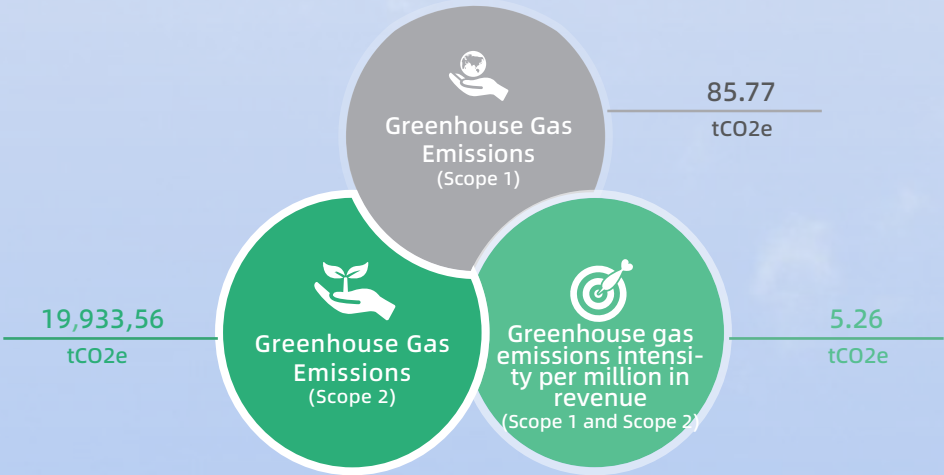 Greenhouse Gas
Emissions
(Scope 1)
85.77
tCO2e
19,933,56
tCO2e
Greenhouse Gas
Emissions
(Scope 2)
Greenhouse gas
emissions intensi-
ty per million in
revenue
(Scope 1 and Scope 2)
5.26
tCO2e